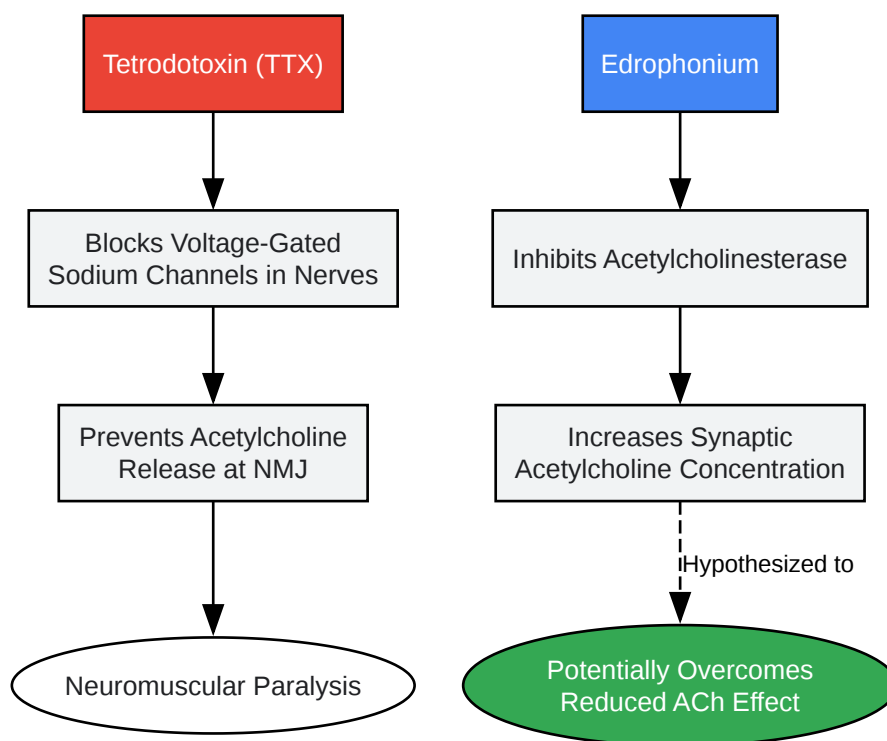 Tetrodotoxin (TTX)
Blocks Voltage-Gated
Sodium Channels in Nerves
Prevents Acetylcholine
Release at NMJ
Neuromuscular Paralysis
Edrophonium
Inhibits Acetylcholinesterase
Increases Synaptic
Acetylcholine Concentration
Hypothesized to
Potentially Overcomes
Reduced ACh Effect